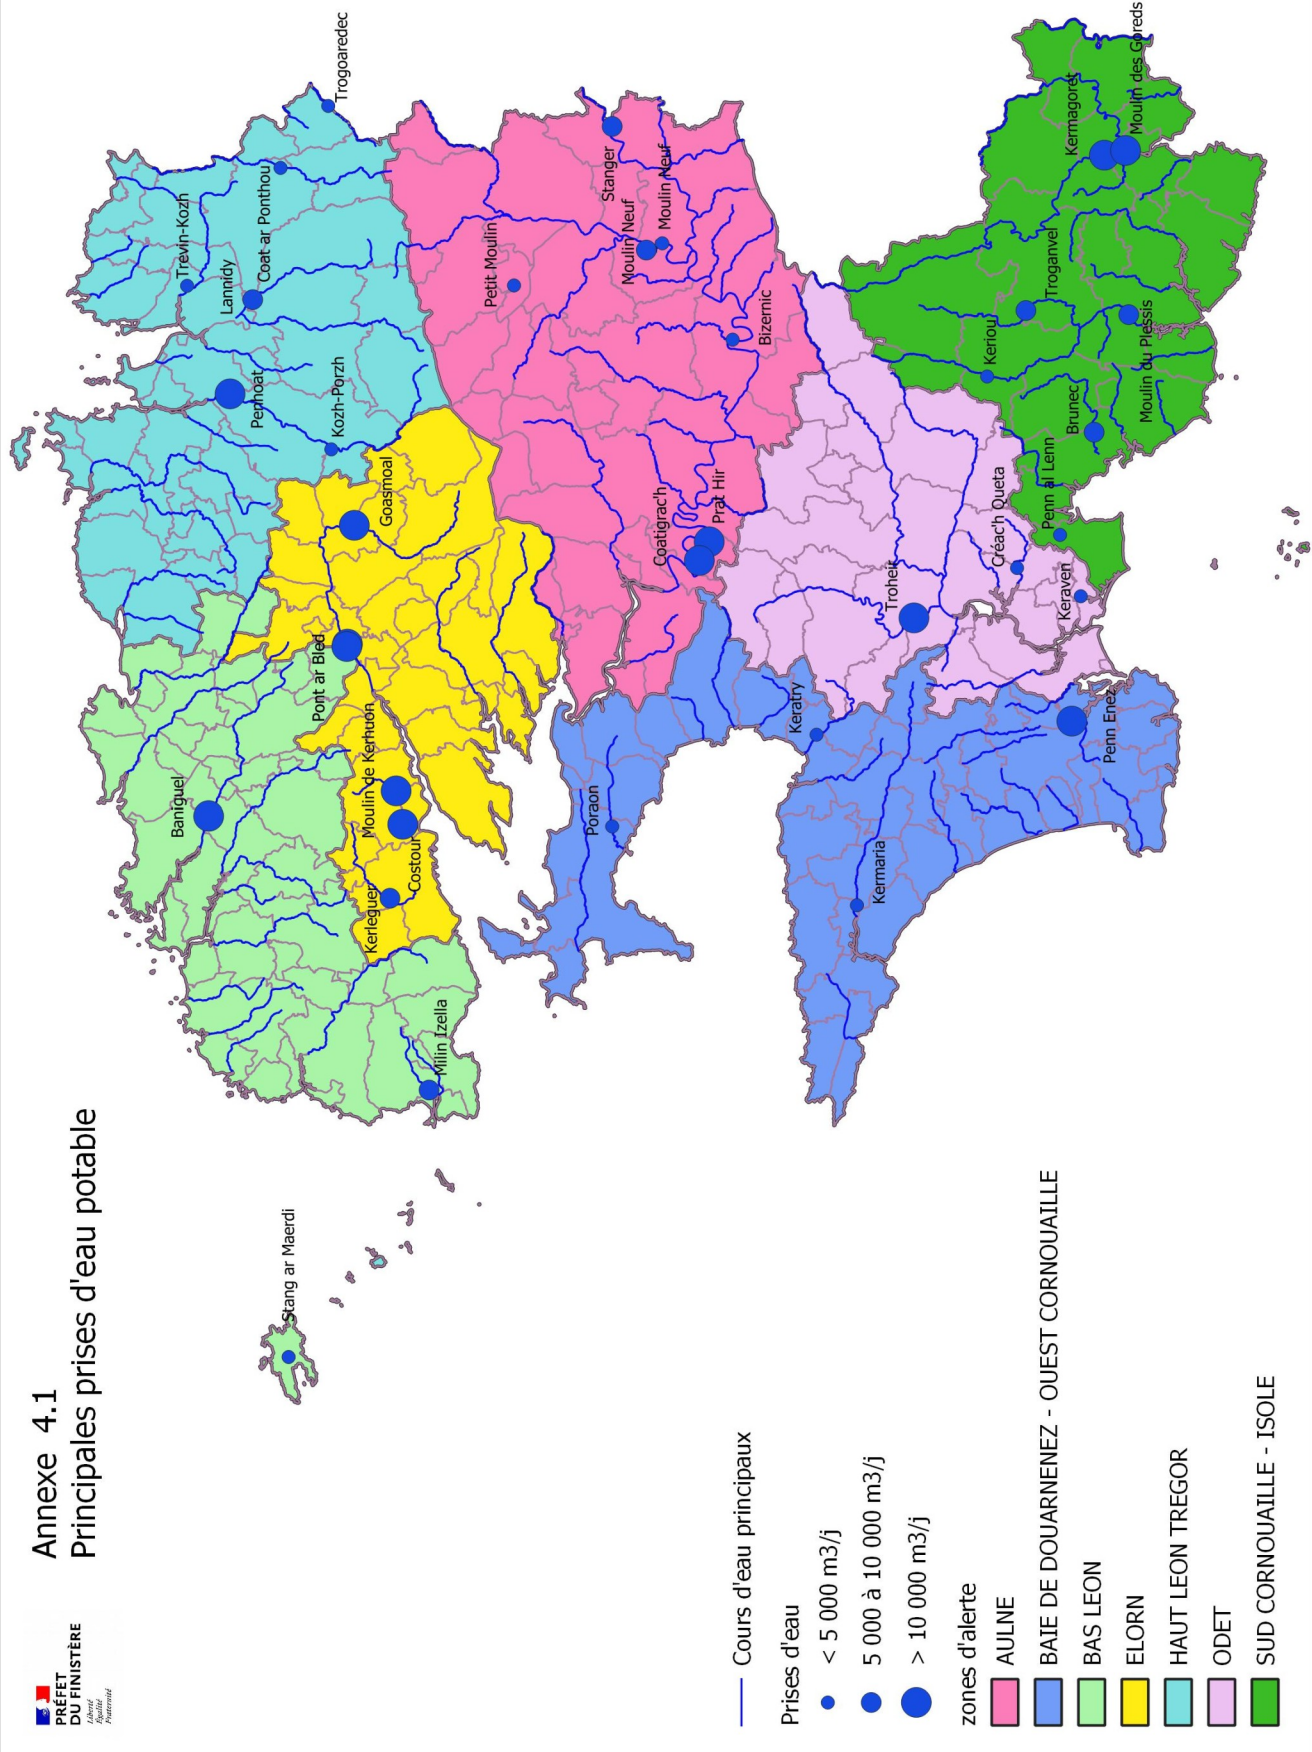 PRÉFET
DU FINISTÈRE
Liberté
Égalité
Fraternité
Annexe 4.1
Principales prises d'eau potable
Stang ar Maerdi
Milin Izella
Baniguel
Kerleguer
Costour
Moulin de Kerhuon
Pont ar Bled
Goasmoal
Kozh-Porzh
Penhoat
Lannidy
Trevin-Kozh
Coat ar Ponthou
Trogoaredec
Petit Moulin
Stanger
Moulin Neuf
Moulin Neuf
Bizernic
Coatigrac'h
Prat Hir
Poraon
Keratry
Kermaria
Penn Enez
Troheir
Créac'h Queta
Keraven
Penn al Lenn
Brunec
Keriou
Troganvel
Moulin du Plessis
Kermagoret
Moulin des Goreds
Cours d'eau principaux
Prises d'eau
< 5 000 m3/j
5 000 à 10 000 m3/j
> 10 000 m3/j
zones d'alerte
AULNE
BAIE DE DOUARNENEZ - OUEST CORNOUAILLE
BAS LEON
ELORN
HAUT LEON TREGOR
ODET
SUD CORNOUAILLE - ISOLE